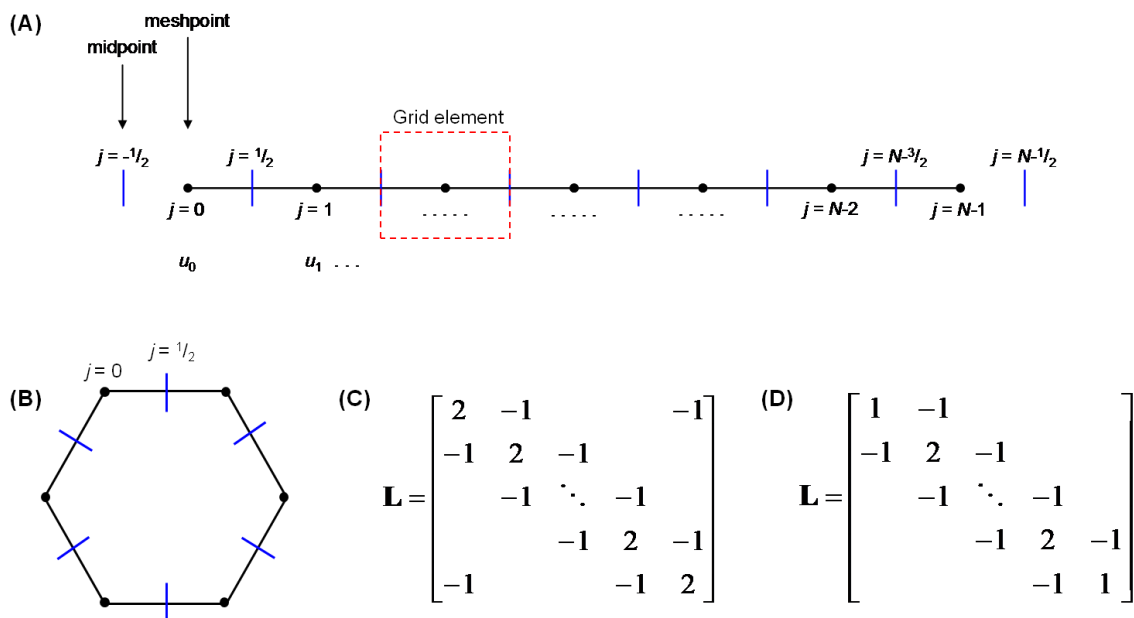 (A)
meshpoint
midpoint
Grid element
j = -1/2
j = 1/2
j = N-3/2
j = N-1/2
j = 0
j = 1
. . . . .
. . . . .
. . . . .
j = N-2
j = N-1
u0
u1 . . .
(B)
j = 0
j = 1/2
(C)
L = [ 2 −1 −1
−1 2 −1
−1 ⋱ −1
−1 2 −1
−1 −1 2 ]
(D)
L = [ 1 −1
−1 2 −1
−1 ⋱ −1
−1 2 −1
−1 1 ]